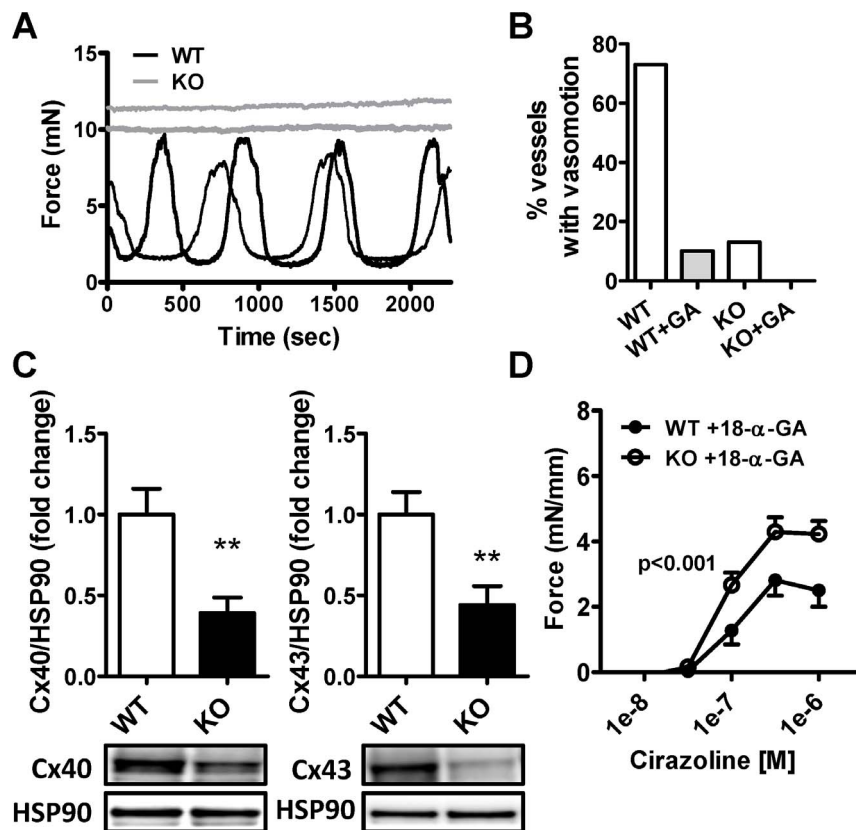 A
WT
KO
15
10
5
0
Force (mN)
0 500 1000 1500 2000
Time (sec)
B
80
60
40
20
0
% vessels
with vasomotion
WT
WT+GA
KO
KO+GA
C
Cx40/HSP90 (fold change)
1.5
1.0
0.5
0.0
**
WT
KO
Cx40
HSP90
Cx43/HSP90 (fold change)
1.5
1.0
0.5
0.0
**
WT
KO
Cx43
HSP90
D
WT +18-α-GA
KO +18-α-GA
8
6
4
2
0
Force (mN/mm)
p<0.001
1e-8 1e-7 1e-6
Cirazoline [M]